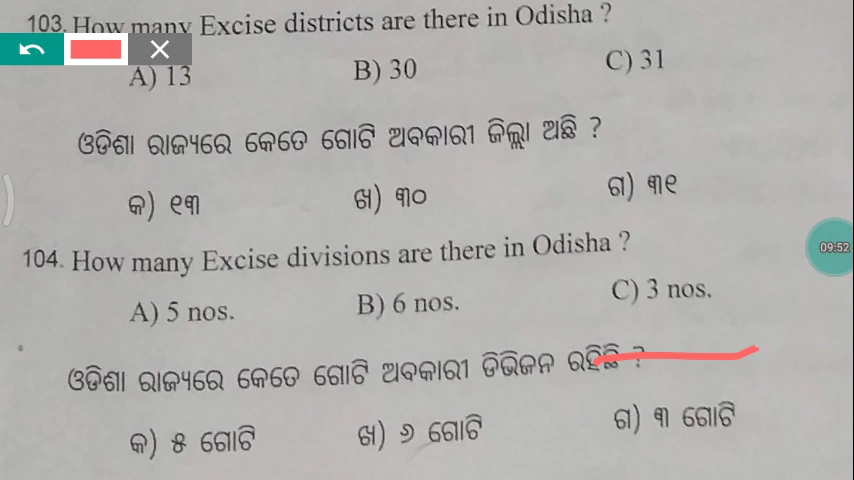 103. How many Excise districts are there in Odisha ?
A) 13 B) 30 C) 31
ଓଡିଶା ରାଜ୍ୟରେ କେତେ ଗୋଟି ଅବକାରୀ ଜିଲ୍ଲା ଅଛି ?
କ) ୧୩ ଖ) ୩୦ ଗ) ୩୧
104. How many Excise divisions are there in Odisha ?
A) 5 nos. B) 6 nos. C) 3 nos.
ଓଡିଶା ରାଜ୍ୟରେ କେତେ ଗୋଟି ଅବକାରୀ ଡିଭିଜନ ରହିଛି ?
କ) ୫ ଗୋଟି ଖ) ୬ ଗୋଟି ଗ) ୩ ଗୋଟି
09:52